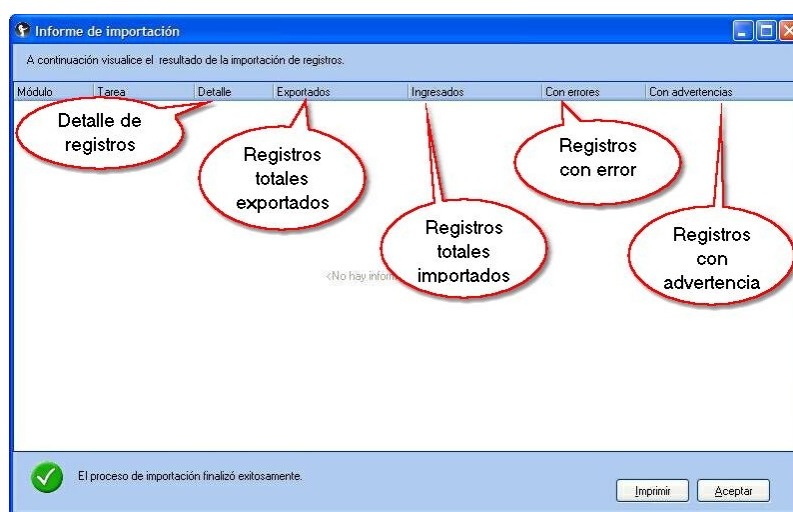 Informe de importación
A continuación visualice el resultado de la importación de registros.
Módulo Tarea Detalle Exportados Ingresados Con errores Con advertencias
Detalle de
registros
Registros
totales
exportados
Registros
totales
importados
Registros
con error
Registros
con
advertencia
<No hay
El proceso de importación finalizó exitosamente.
Imprimir Aceptar